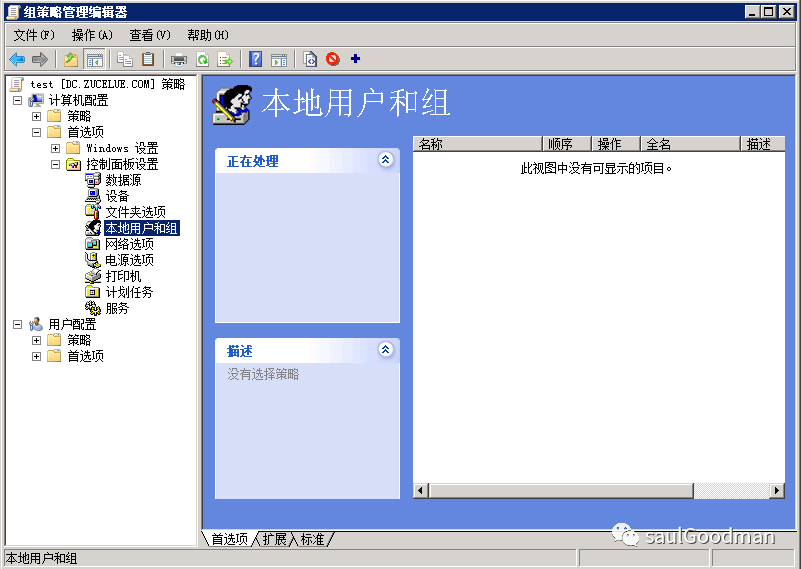 组策略管理编辑器
文件(F) 操作(A) 查看(V) 帮助(H)
test [DC.ZUCELUE.COM] 策略
计算机配置
策略
首选项
Windows 设置
控制面板设置
数据源
设备
文件夹选项
本地用户和组
网络选项
电源选项
打印机
计划任务
服务
用户配置
策略
首选项
本地用户和组
正在处理
描述
没有选择策略
名称 顺序 操作 全名 描述
此视图中没有可显示的项目。
首选项 扩展 标准
saulGoodman
本地用户和组